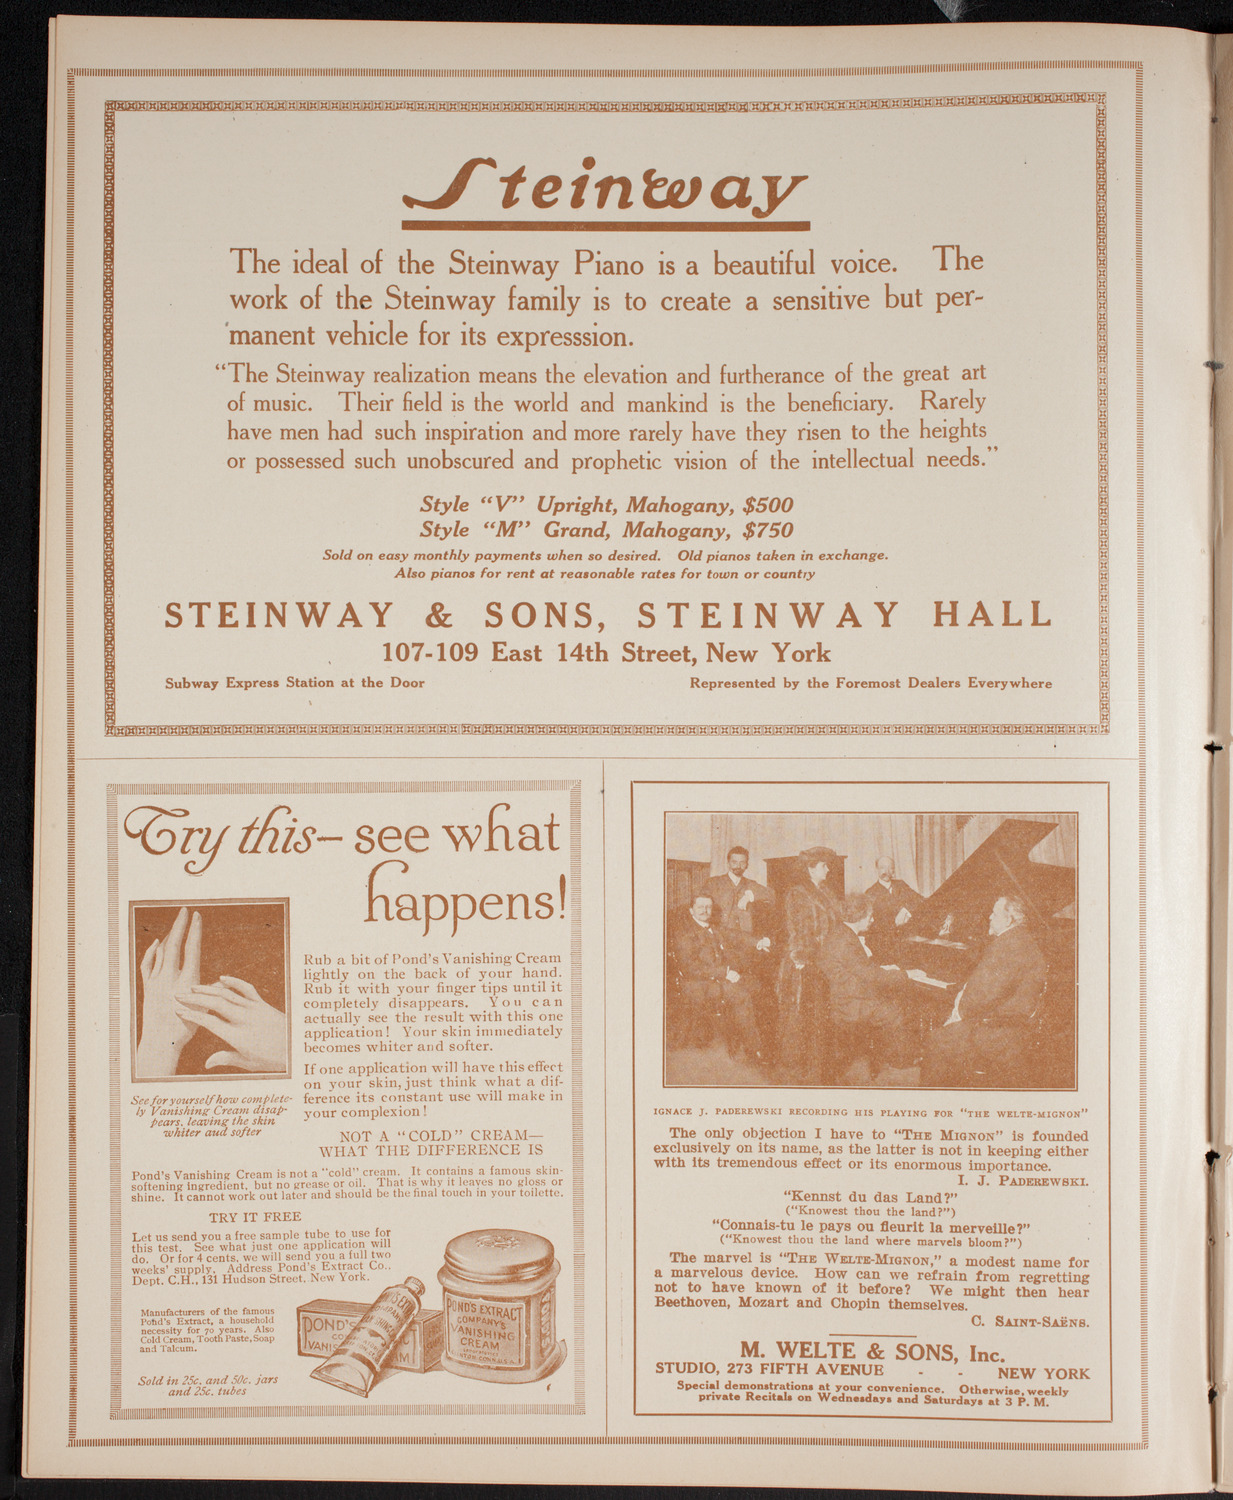 Steinway
The ideal of the Steinway Piano is a beautiful voice. The
work of the Steinway family is to create a sensitive but per-
manent vehicle for its expresssion.
"The Steinway realization means the elevation and furtherance of the great art
of music. Their field is the world and mankind is the beneficiary. Rarely
have men had such inspiration and more rarely have they risen to the heights
or possessed such unobscured and prophetic vision of the intellectual needs."
Style "V" Upright, Mahogany, $500
Style "M" Grand, Mahogany, $750
Sold on easy monthly payments when so desired. Old pianos taken in exchange.
Also pianos for rent at reasonable rates for town or country
STEINWAY & SONS, STEINWAY HALL
107-109 East 14th Street, New York
Subway Express Station at the Door
Represented by the Foremost Dealers Everywhere
Try this— see what
happens!
Rub a bit of Pond's Vanishing Cream
lightly on the back of your hand.
Rub it with your finger tips until it
completely disappears. You can
actually see the result with this one
application! Your skin immediately
becomes whiter and softer.
If one application will have this effect
on your skin, just think what a dif-
ference its constant use will make in
your complexion!
See for yourself how complete-
ly Vanishing Cream disap-
pears, leaving the skin
whiter and softer
NOT A "COLD" CREAM—
WHAT THE DIFFERENCE IS
Pond's Vanishing Cream is not a "cold" cream. It contains a famous skin-
softening ingredient, but no grease or oil. That is why it leaves no gloss or
shine. It cannot work out later and should be the final touch in your toilette.
TRY IT FREE
Let us send you a free sample tube to use for
this test. See what just one application will
do. Or for 4 cents, we will send you a full two
weeks' supply. Address Pond's Extract Co.,
Dept. C.H., 131 Hudson Street, New York.
Manufacturers of the famous
Pond's Extract, a household
necessity for 70 years. Also
Cold Cream, Tooth Paste, Soap
and Talcum.
Sold in 25c. and 50c. jars
and 25c. tubes
POND'S
VANIS
POND'S EXTRACT
COMPANY'S
VANISHING
CREAM
IGNACE J. PADEREWSKI RECORDING HIS PLAYING FOR "THE WELTE-MIGNON"
The only objection I have to "THE MIGNON" is founded
exclusively on its name, as the latter is not in keeping either
with its tremendous effect or its enormous importance.
I. J. PADEREWSKI.
"Kennst du das Land?"
("Knowest thou the land?")
"Connais-tu le pays ou fleurit la merveille?"
("Knowest thou the land where marvels bloom?")
The marvel is "THE WELTE-MIGNON," a modest name for
a marvelous device. How can we refrain from regretting
not to have known of it before? We might then hear
Beethoven, Mozart and Chopin themselves.
C. SAINT-SAËNS.
M. WELTE & SONS, Inc.
STUDIO, 273 FIFTH AVENUE - - NEW YORK
Special demonstrations at your convenience. Otherwise, weekly
private Recitals on Wednesdays and Saturdays at 3 P. M.